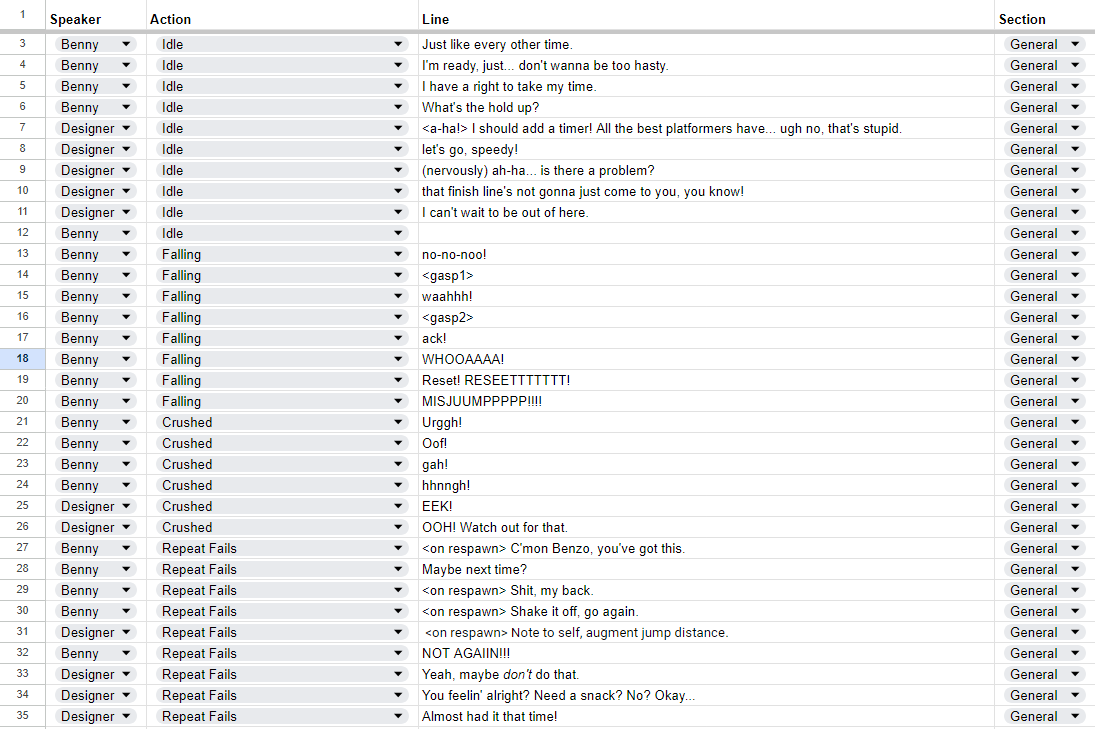 1 Speaker Action Line Section
3 Benny Idle Just like every other time. General
4 Benny Idle I'm ready, just... don't wanna be too hasty. General
5 Benny Idle I have a right to take my time. General
6 Benny Idle What's the hold up? General
7 Designer Idle <a-ha!> I should add a timer! All the best platformers have... ugh no, that's stupid. General
8 Designer Idle let's go, speedy! General
9 Designer Idle (nervously) ah-ha... is there a problem? General
10 Designer Idle that finish line's not gonna just come to you, you know! General
11 Designer Idle I can't wait to be out of here. General
12 Benny Idle General
13 Benny Falling no-no-noo! General
14 Benny Falling <gasp1> General
15 Benny Falling waahhh! General
16 Benny Falling <gasp2> General
17 Benny Falling ack! General
18 Benny Falling WHOOAAAA! General
19 Benny Falling Reset! RESEETTTTTTT! General
20 Benny Falling MISJUUMPPPPP!!!! General
21 Benny Crushed Urggh! General
22 Benny Crushed Oof! General
23 Benny Crushed gah! General
24 Benny Crushed hhnngh! General
25 Designer Crushed EEK! General
26 Designer Crushed OOH! Watch out for that. General
27 Benny Repeat Fails <on respawn> C'mon Benzo, you've got this. General
28 Benny Repeat Fails Maybe next time? General
29 Benny Repeat Fails <on respawn> Shit, my back. General
30 Benny Repeat Fails <on respawn> Shake it off, go again. General
31 Designer Repeat Fails <on respawn> Note to self, augment jump distance. General
32 Benny Repeat Fails NOT AGAIIN!!! General
33 Designer Repeat Fails Yeah, maybe don't do that. General
34 Designer Repeat Fails You feelin' alright? Need a snack? No? Okay... General
35 Designer Repeat Fails Almost had it that time! General